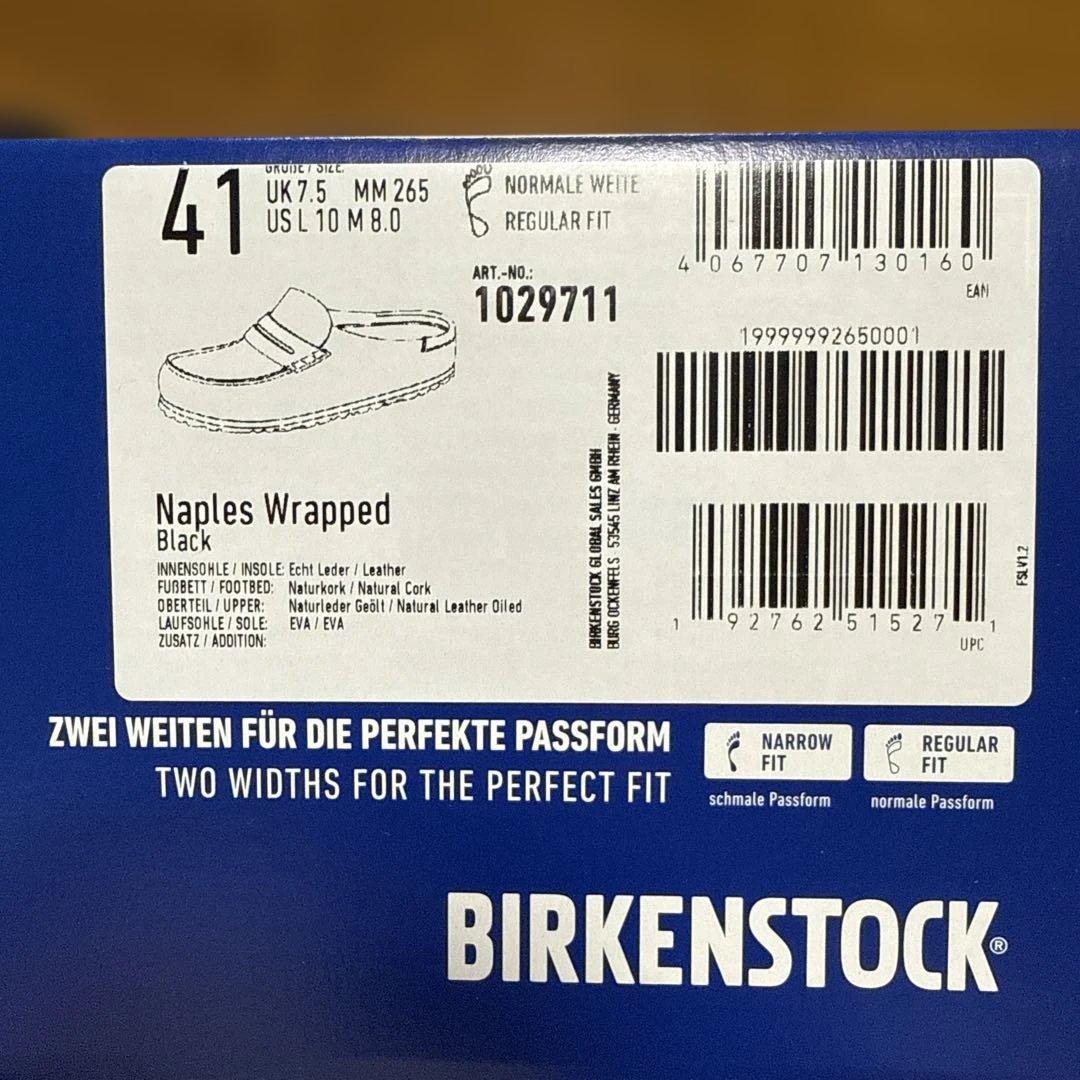 41
GRÖßE / SIZE:
UK 7.5 MM 265
US L 10 M 8.0
NORMALE WEITE
REGULAR FIT
ART.-NO.:
1029711
4 067707 130160
EAN
19999992650001
Naples Wrapped
Black
INNENSOHLE / INSOLE: Echt Leder / Leather
FUßBETT / FOOTBED: Naturkork / Natural Cork
OBERTEIL / UPPER: Naturleder Geölt / Natural Leather Oiled
LAUFSOHLE / SOLE: EVA / EVA
ZUSATZ / ADDITION:
BIRKENSTOCK GLOBAL SALES GMBH
BURG OCKENFELS 53545 LINZ AM RHEIN - GERMANY
1 92762 51527 1
UPC
FSLV1.2
ZWEI WEITEN FÜR DIE PERFEKTE PASSFORM
TWO WIDTHS FOR THE PERFECT FIT
NARROW
FIT
schmale Passform
REGULAR
FIT
normale Passform
BIRKENSTOCK®